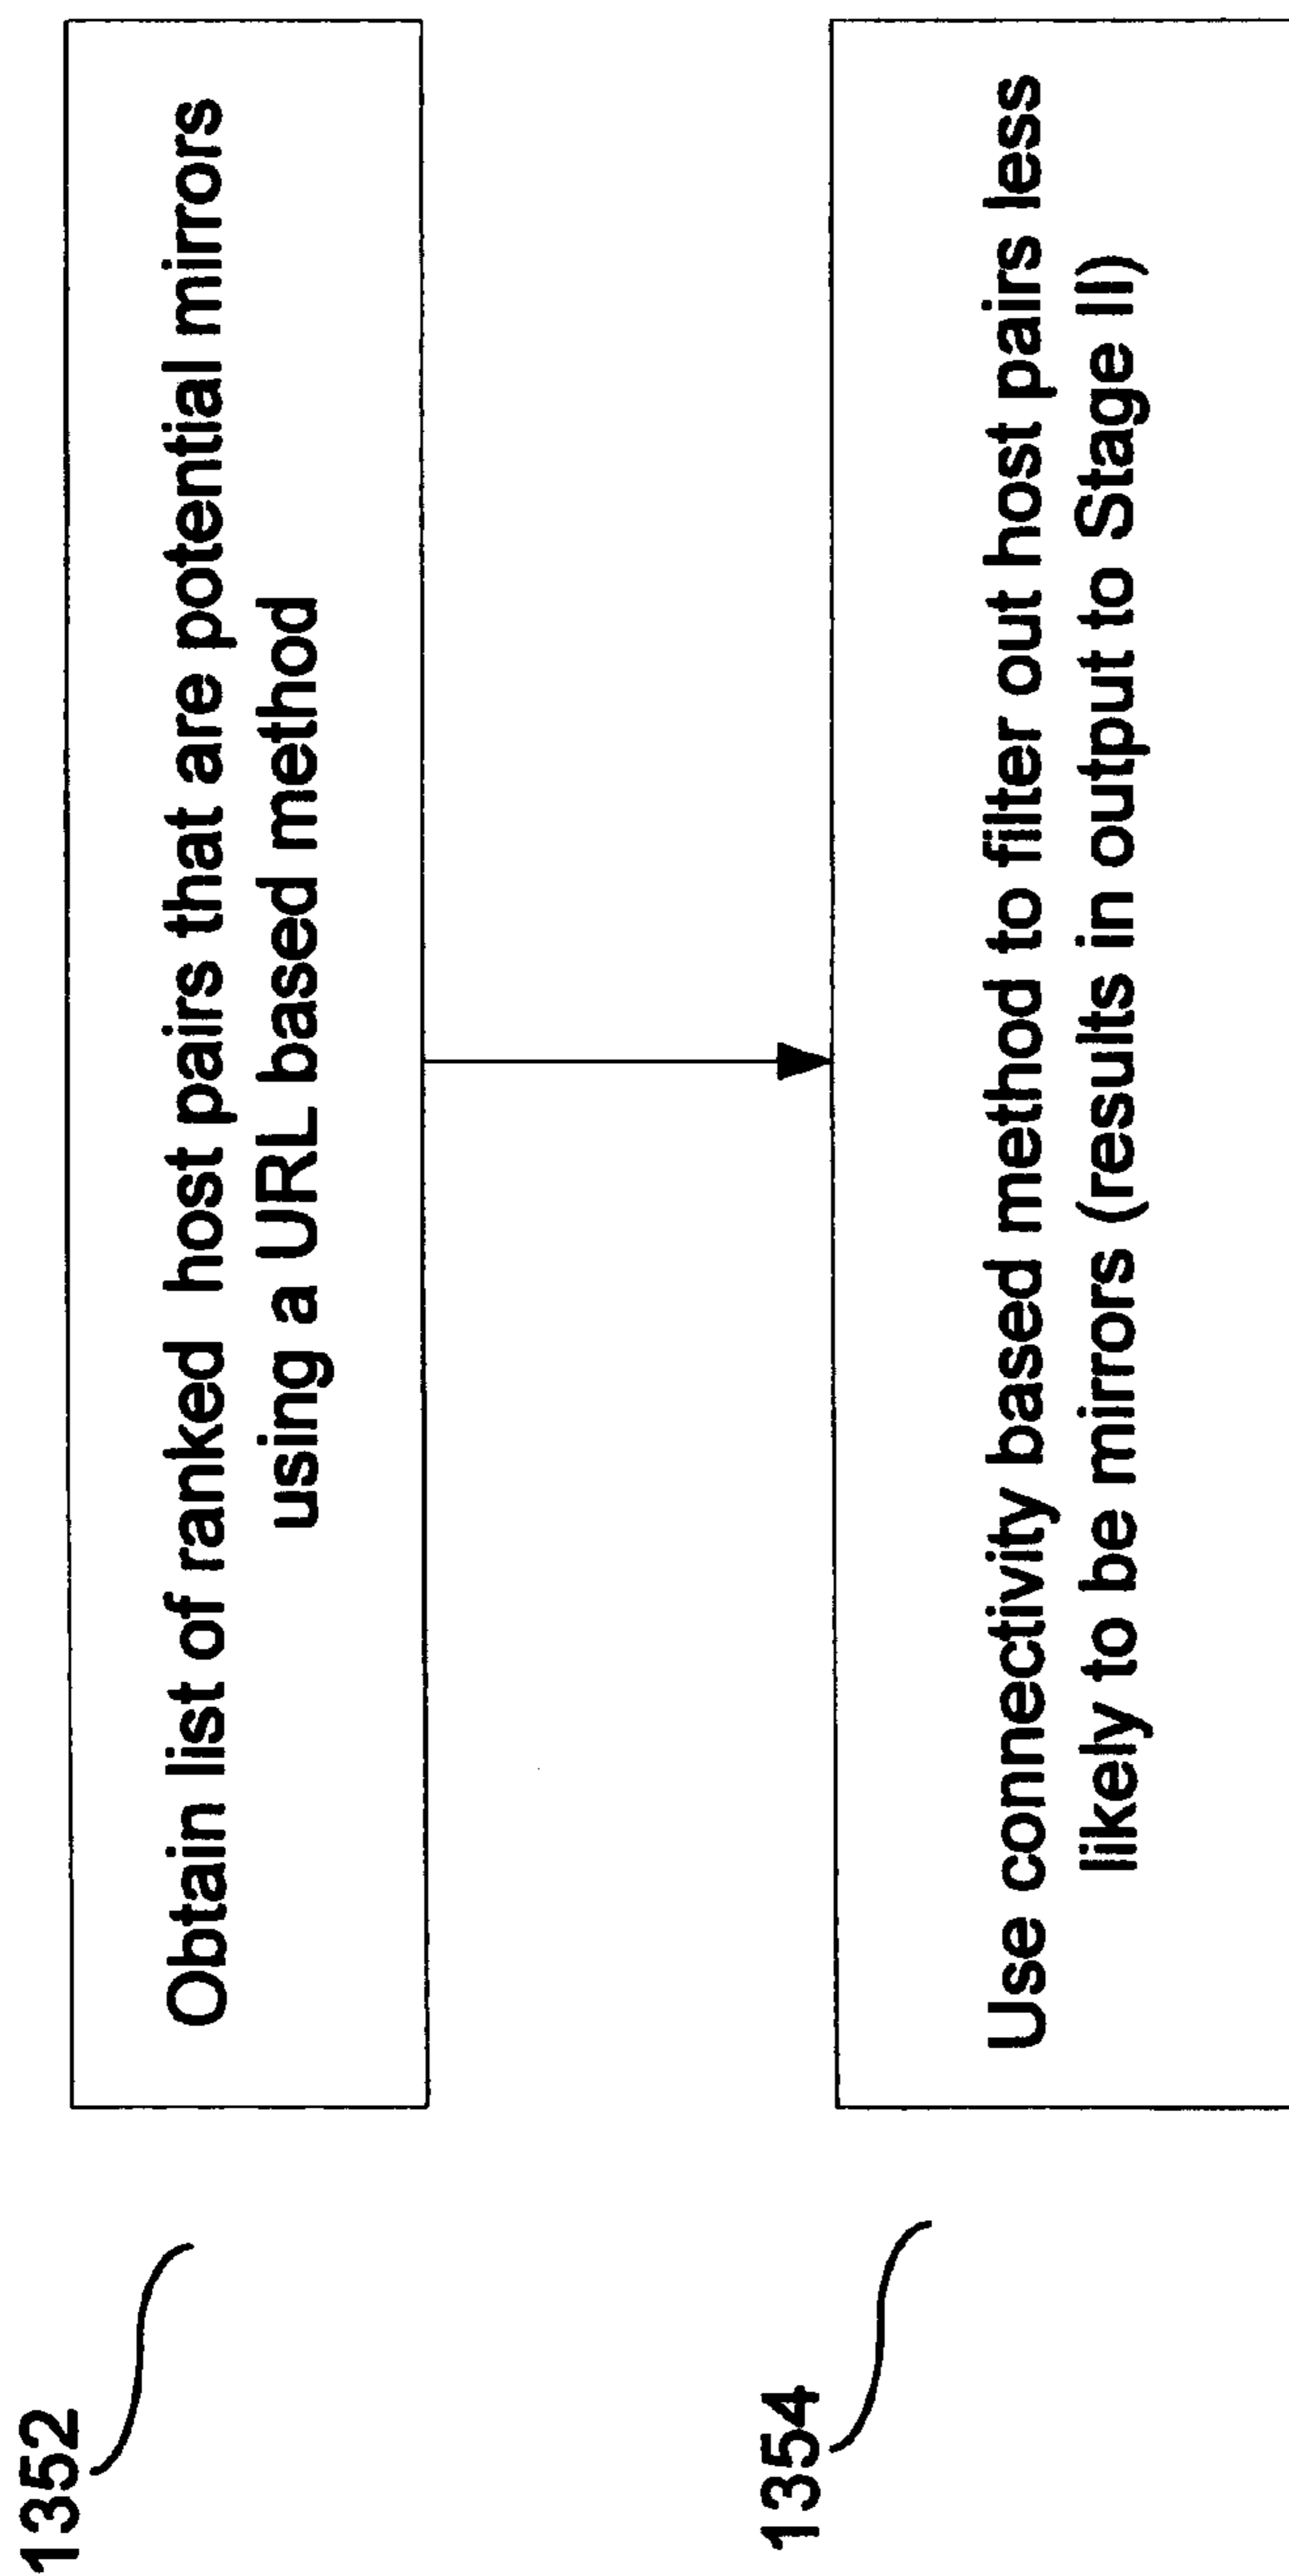 1352
Obtain list of ranked host pairs that are potential mirrors
using a URL based method
1354
Use connectivity based method to filter out host pairs less
likely to be mirrors (results in output to Stage II)